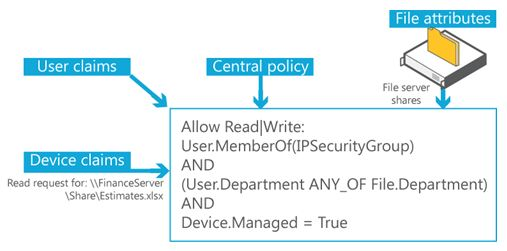 File attributes
User claims
Central policy
File server
shares
Device claims
Read request for: \\FinanceServer
\Share\Estimates.xlsx
Allow Read|Write:
User.MemberOf(IPSecurityGroup)
AND
(User.Department ANY_OF File.Department)
AND
Device.Managed = True